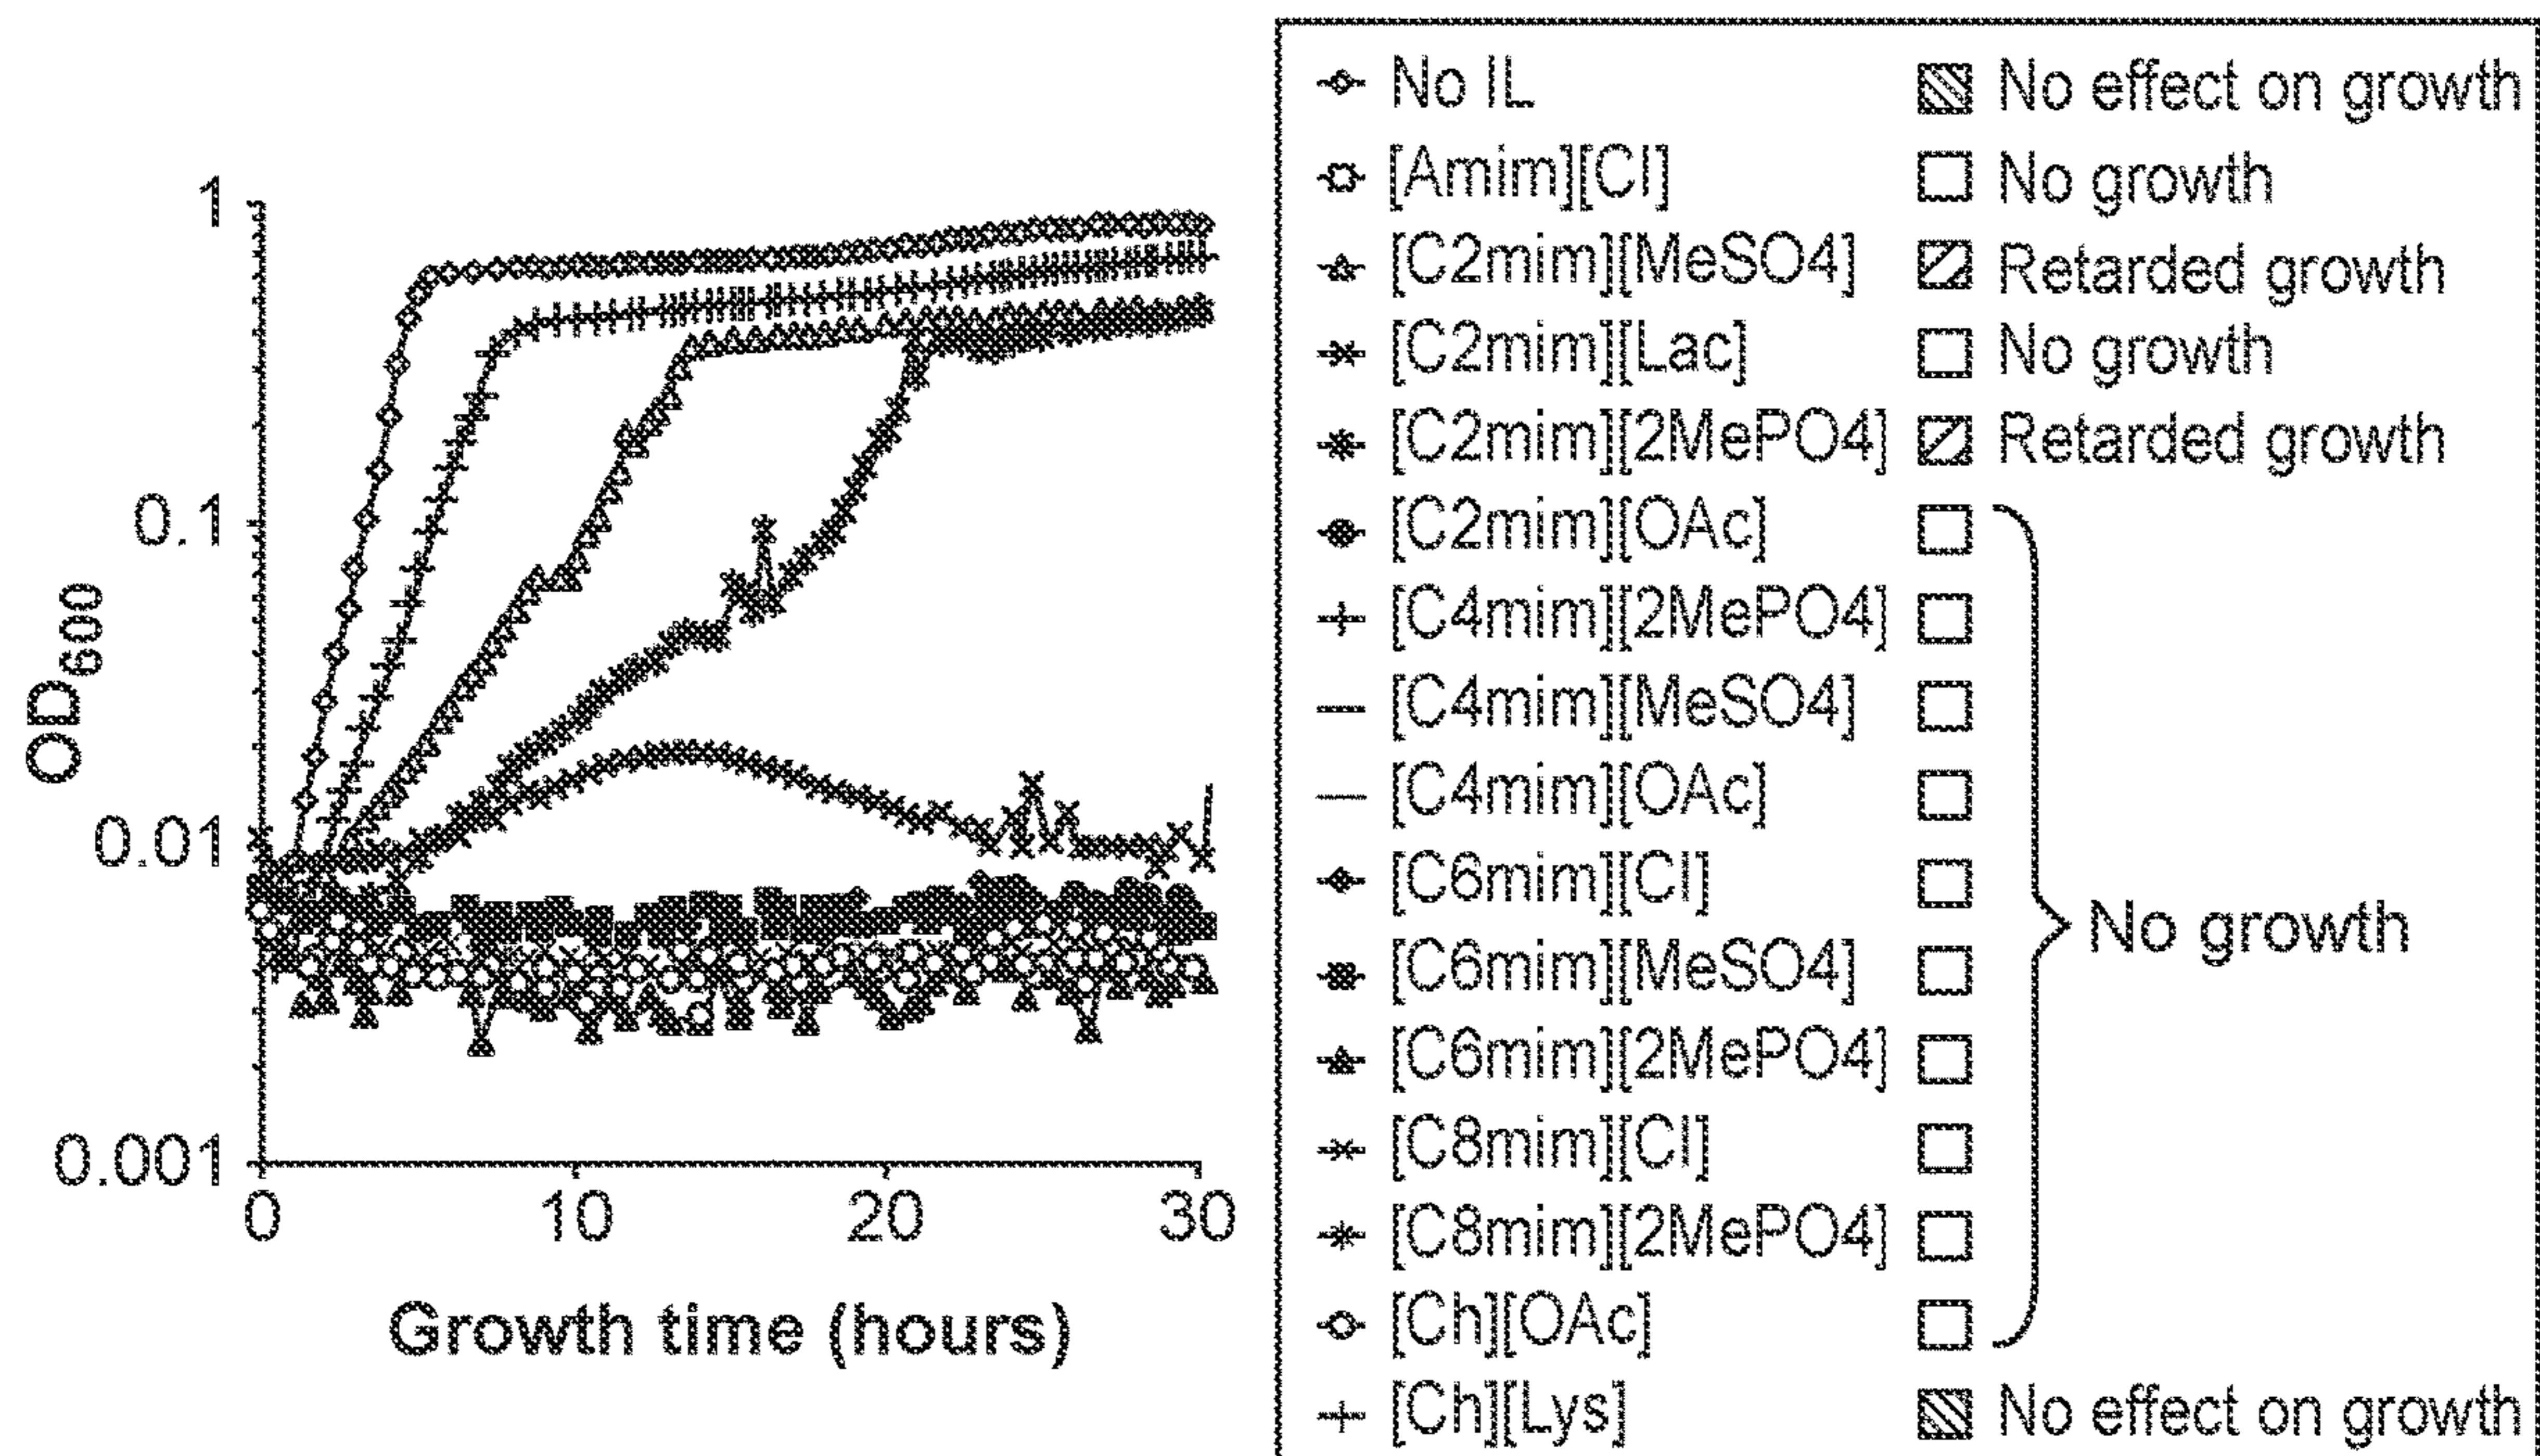 1
0.1
0.01
0.001
OD600
0
10
20
30
Growth time (hours)
No IL No effect on growth
[Amim][Cl] No growth
[C2mim][MeSO4] Retarded growth
[C2mim][Lac] No growth
[C2mim][2MePO4] Retarded growth
[C2mim][OAc]
[C4mim][2MePO4]
[C4mim][MeSO4]
[C4mim][OAc]
[C6mim][Cl]
No growth
[C6mim][MeSO4]
[C6mim][2MePO4]
[C8mim][Cl]
[C8mim][2MePO4]
[Ch][OAc]
[Ch][Lys] No effect on growth